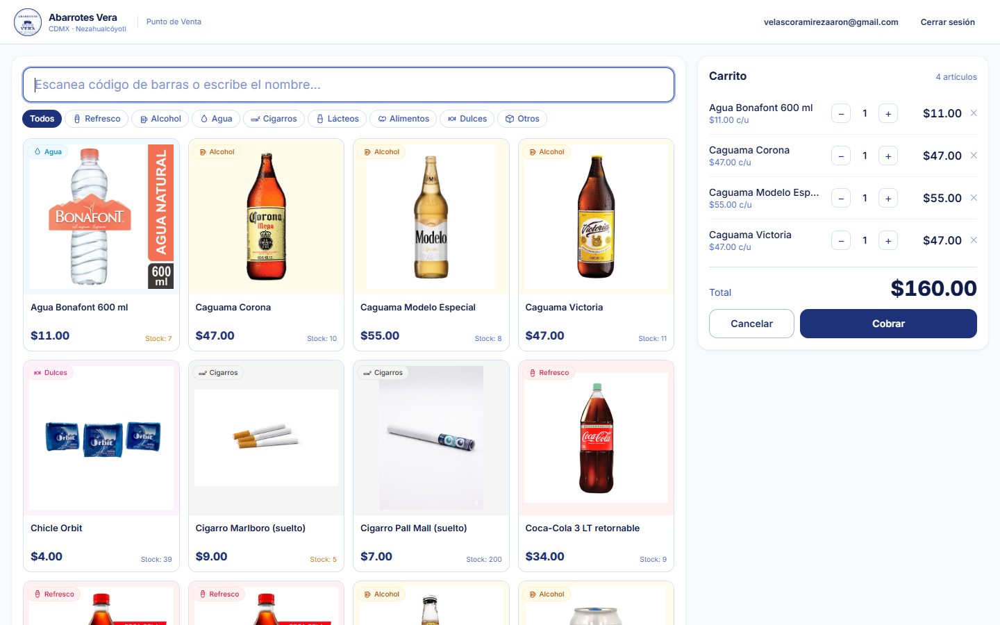 ABARROTES
VERA
Abarrotes Vera
CDMX · Nezahualcóyotl
Punto de Venta
velascoramirezaaron@gmail.com
Cerrar sesión
Escanea código de barras o escribe el nombre...
Todos
Refresco
Alcohol
Agua
Cigarros
Lácteos
Alimentos
Dulces
Otros
Agua
BONAFONT
AGUA NATURAL
600
ml
Agua Bonafont 600 ml
$11.00
Stock: 7
Alcohol
Corona
Mega
Caguama Corona
$47.00
Stock: 10
Alcohol
M
Modelo
Especial
Caguama Modelo Especial
$55.00
Stock: 8
Alcohol
Victoria
Caguama Victoria
$47.00
Stock: 11
Dulces
Orbit
Orbit
Orbit
Chicle Orbit
$4.00
Stock: 39
Cigarros
Cigarro Marlboro (suelto)
$9.00
Stock: 5
Cigarros
Cigarro Pall Mall (suelto)
$7.00
Stock: 200
Refresco
Coca-Cola
Coca-Cola 3 LT retornable
$34.00
Stock: 9
Refresco
Refresco
Alcohol
Alcohol
Carrito
4 artículos
Agua Bonafont 600 ml
$11.00 c/u
− 1 + $11.00 ×
Caguama Corona
$47.00 c/u
− 1 + $47.00 ×
Caguama Modelo Esp...
$55.00 c/u
− 1 + $55.00 ×
Caguama Victoria
$47.00 c/u
− 1 + $47.00 ×
Total
$160.00
Cancelar
Cobrar